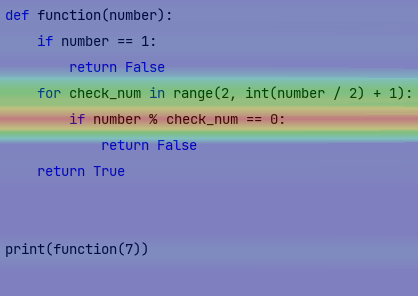 def function(number):
    if number == 1:
        return False
    for check_num in range(2, int(number / 2) + 1):
        if number % check_num == 0:
            return False
    return True
print(function(7))